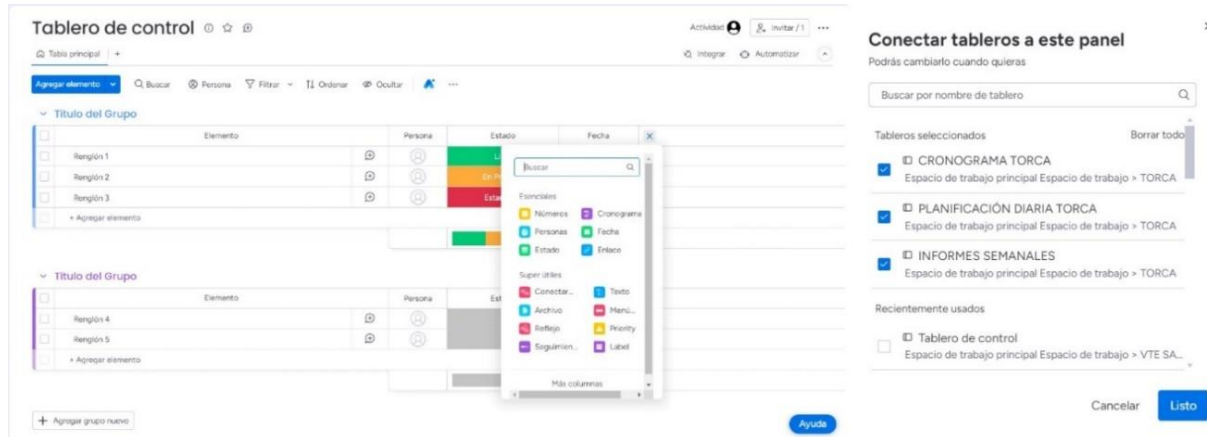 Tablero de control
Actividad
Invitar / 1
Tabla principal
+
Integrar
Automatizar
Agregar elemento
Buscar
Persona
Filtrar
Ordenar
Ocultar
Título del Grupo
Elemento
Persona
Estado
Fecha
Renglón 1
Renglón 2
Renglón 3
+ Agregar elemento
Buscar
Esenciales
Números
Cronograma
Personas
Fecha
Estado
Enlace
Super útiles
Conectar...
Texto
Archivo
Menú...
Reflejo
Priority
Seguimien...
Label
Más columnas
Título del Grupo
Elemento
Persona
Renglón 4
Renglón 5
+ Agregar elemento
+ Agregar grupo nuevo
Ayuda
Conectar tableros a este panel
Podrás cambiarlo cuando quieras
Buscar por nombre de tablero
Tableros seleccionados
Borrar todo
CRONOGRAMA TORCA
Espacio de trabajo principal Espacio de trabajo > TORCA
PLANIFICACIÓN DIARIA TORCA
Espacio de trabajo principal Espacio de trabajo > TORCA
INFORMES SEMANALES
Espacio de trabajo principal Espacio de trabajo > TORCA
Recientemente usados
Tablero de control
Espacio de trabajo principal Espacio de trabajo > VTE SA...
Cancelar
Listo